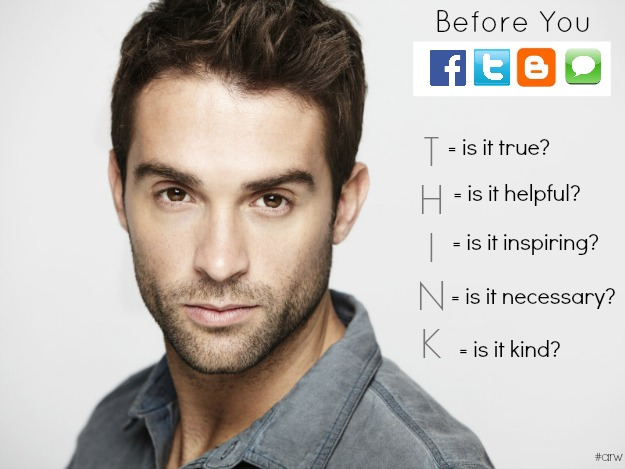 Before You
f t B
T = is it true?
H = is it helpful?
I = is it inspiring?
N = is it necessary?
K = is it kind?
#arw